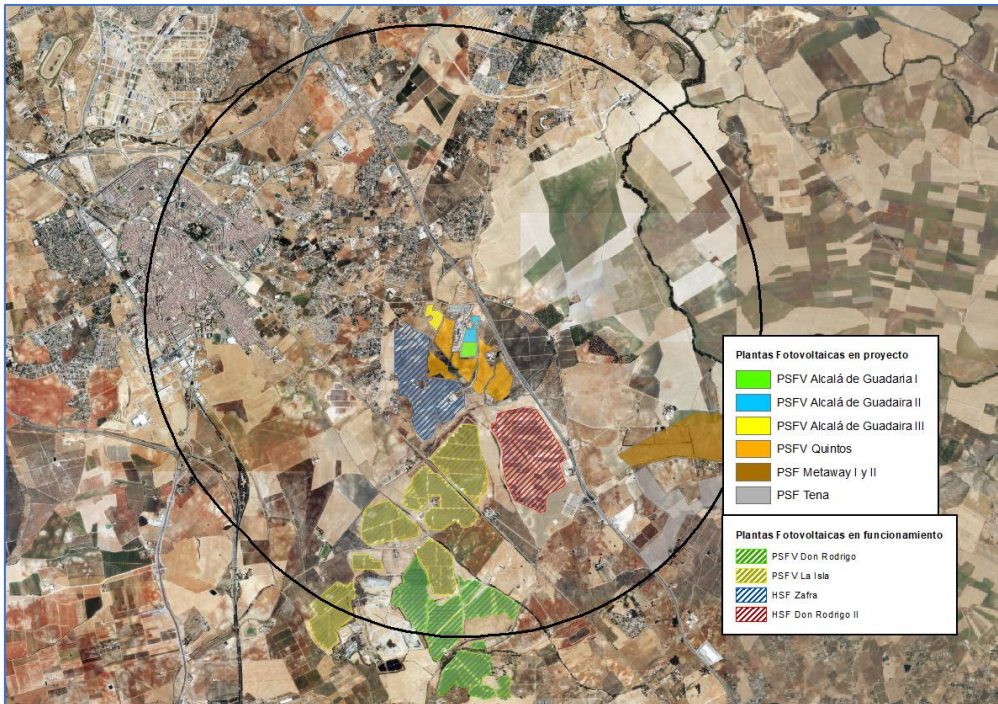 Plantas Fotovoltaicas en proyecto
PSFV Alcalá de Guadaria I
PSFV Alcalá de Guadaira II
PSFV Alcalá de Guadaira III
PSFV Quintos
PSF Metaway I y II
PSF Tena
Plantas Fotovoltaicas en funcionamiento
PSFV Don Rodrigo
PSFV La Isla
HSF Zafra
HSF Don Rodrigo II